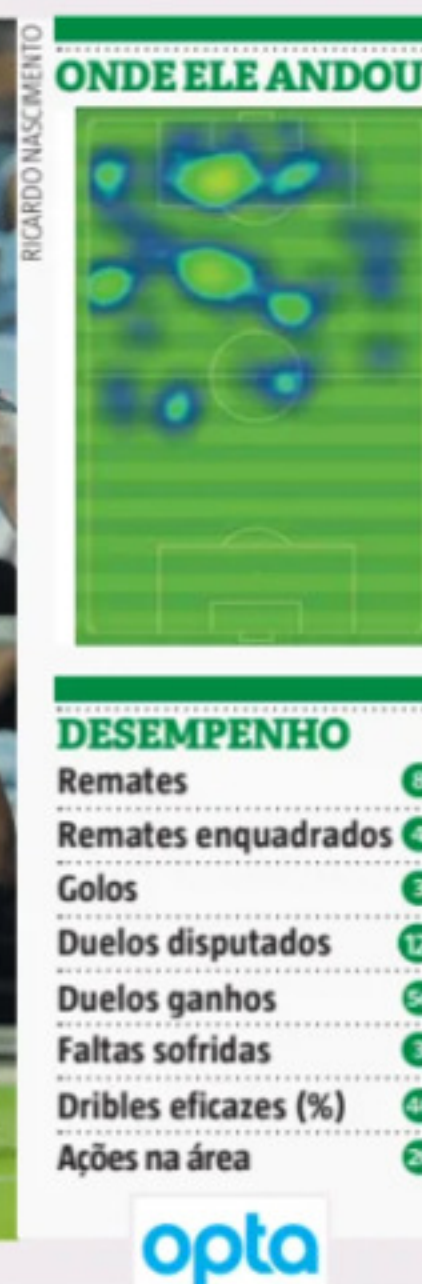 RICARDO NASCIMENTO
ONDE ELE ANDOU
DESEMPENHO
Remates
Remates enquadrados
Golos
Duelos disputados
Duelos ganhos
Faltas sofridas
Dribles eficazes (%)
Ações na área
opta